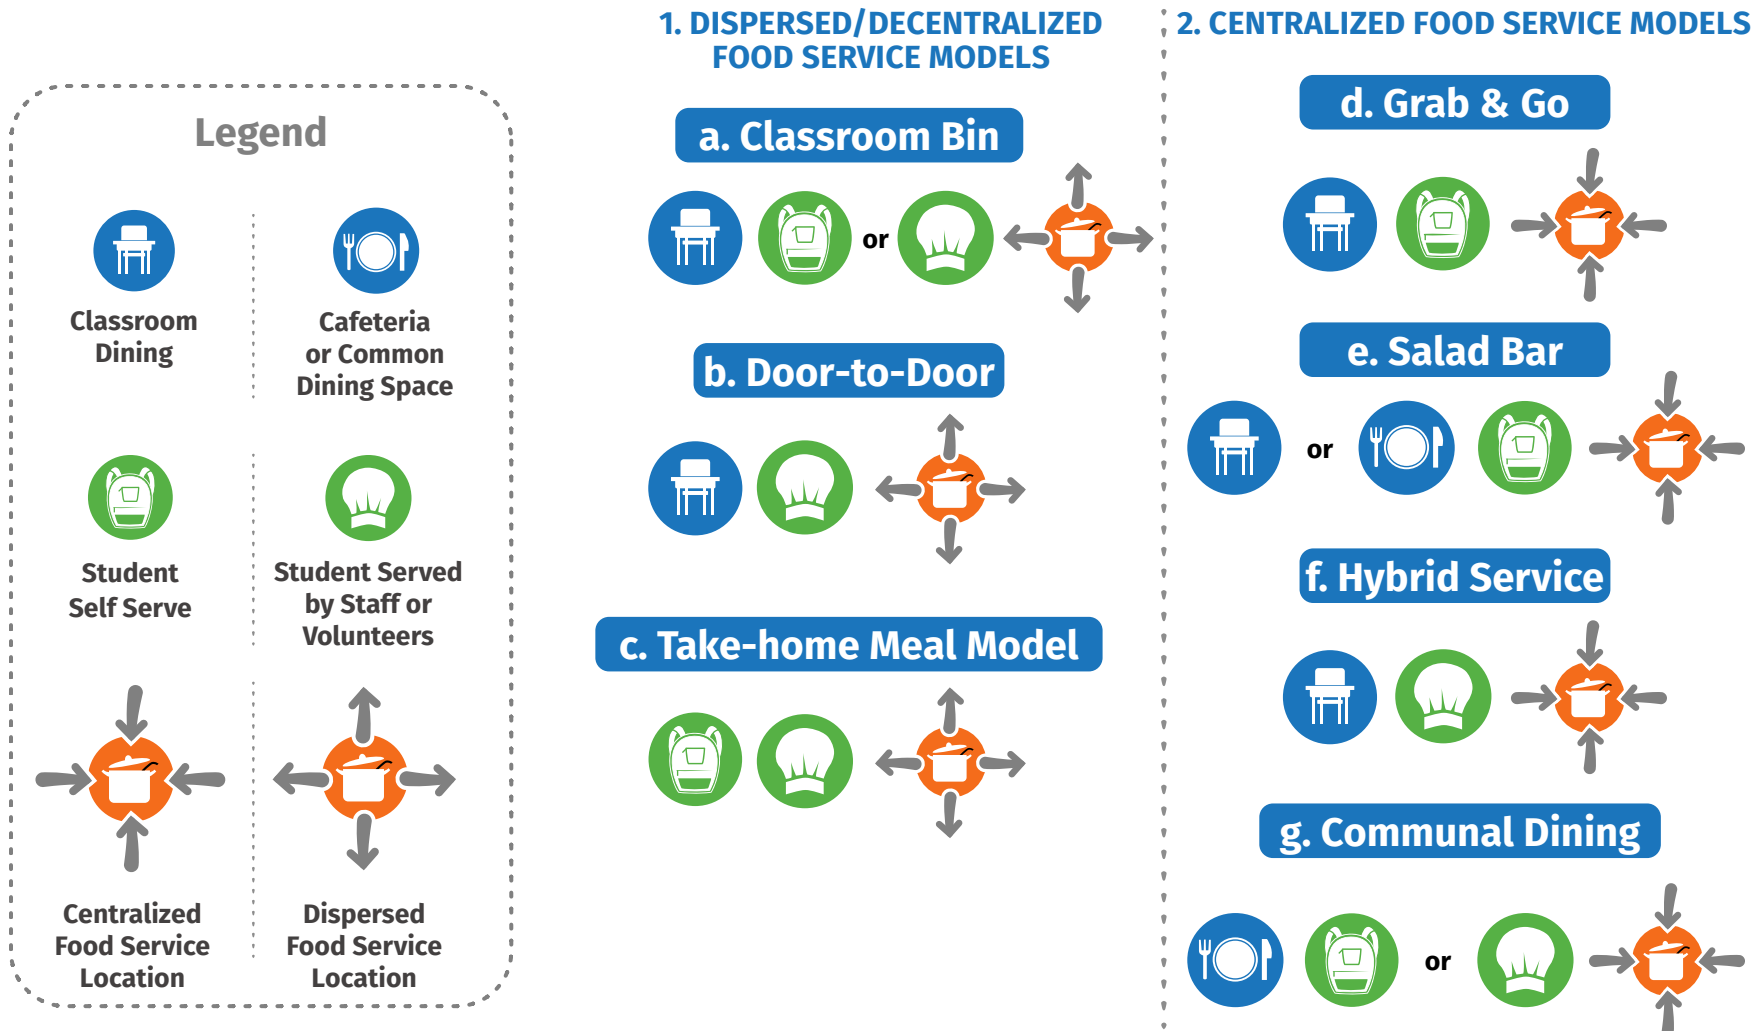 Legend
Classroom
Dining
Cafeteria
or Common
Dining Space
Student
Self Serve
Student Served
by Staff or
Volunteers
Centralized
Food Service
Location
Dispersed
Food Service
Location
1. DISPERSED/DECENTRALIZED
FOOD SERVICE MODELS
a. Classroom Bin
or
b. Door-to-Door
c. Take-home Meal Model
2. CENTRALIZED FOOD SERVICE MODELS
d. Grab & Go
e. Salad Bar
or
f. Hybrid Service
g. Communal Dining
or